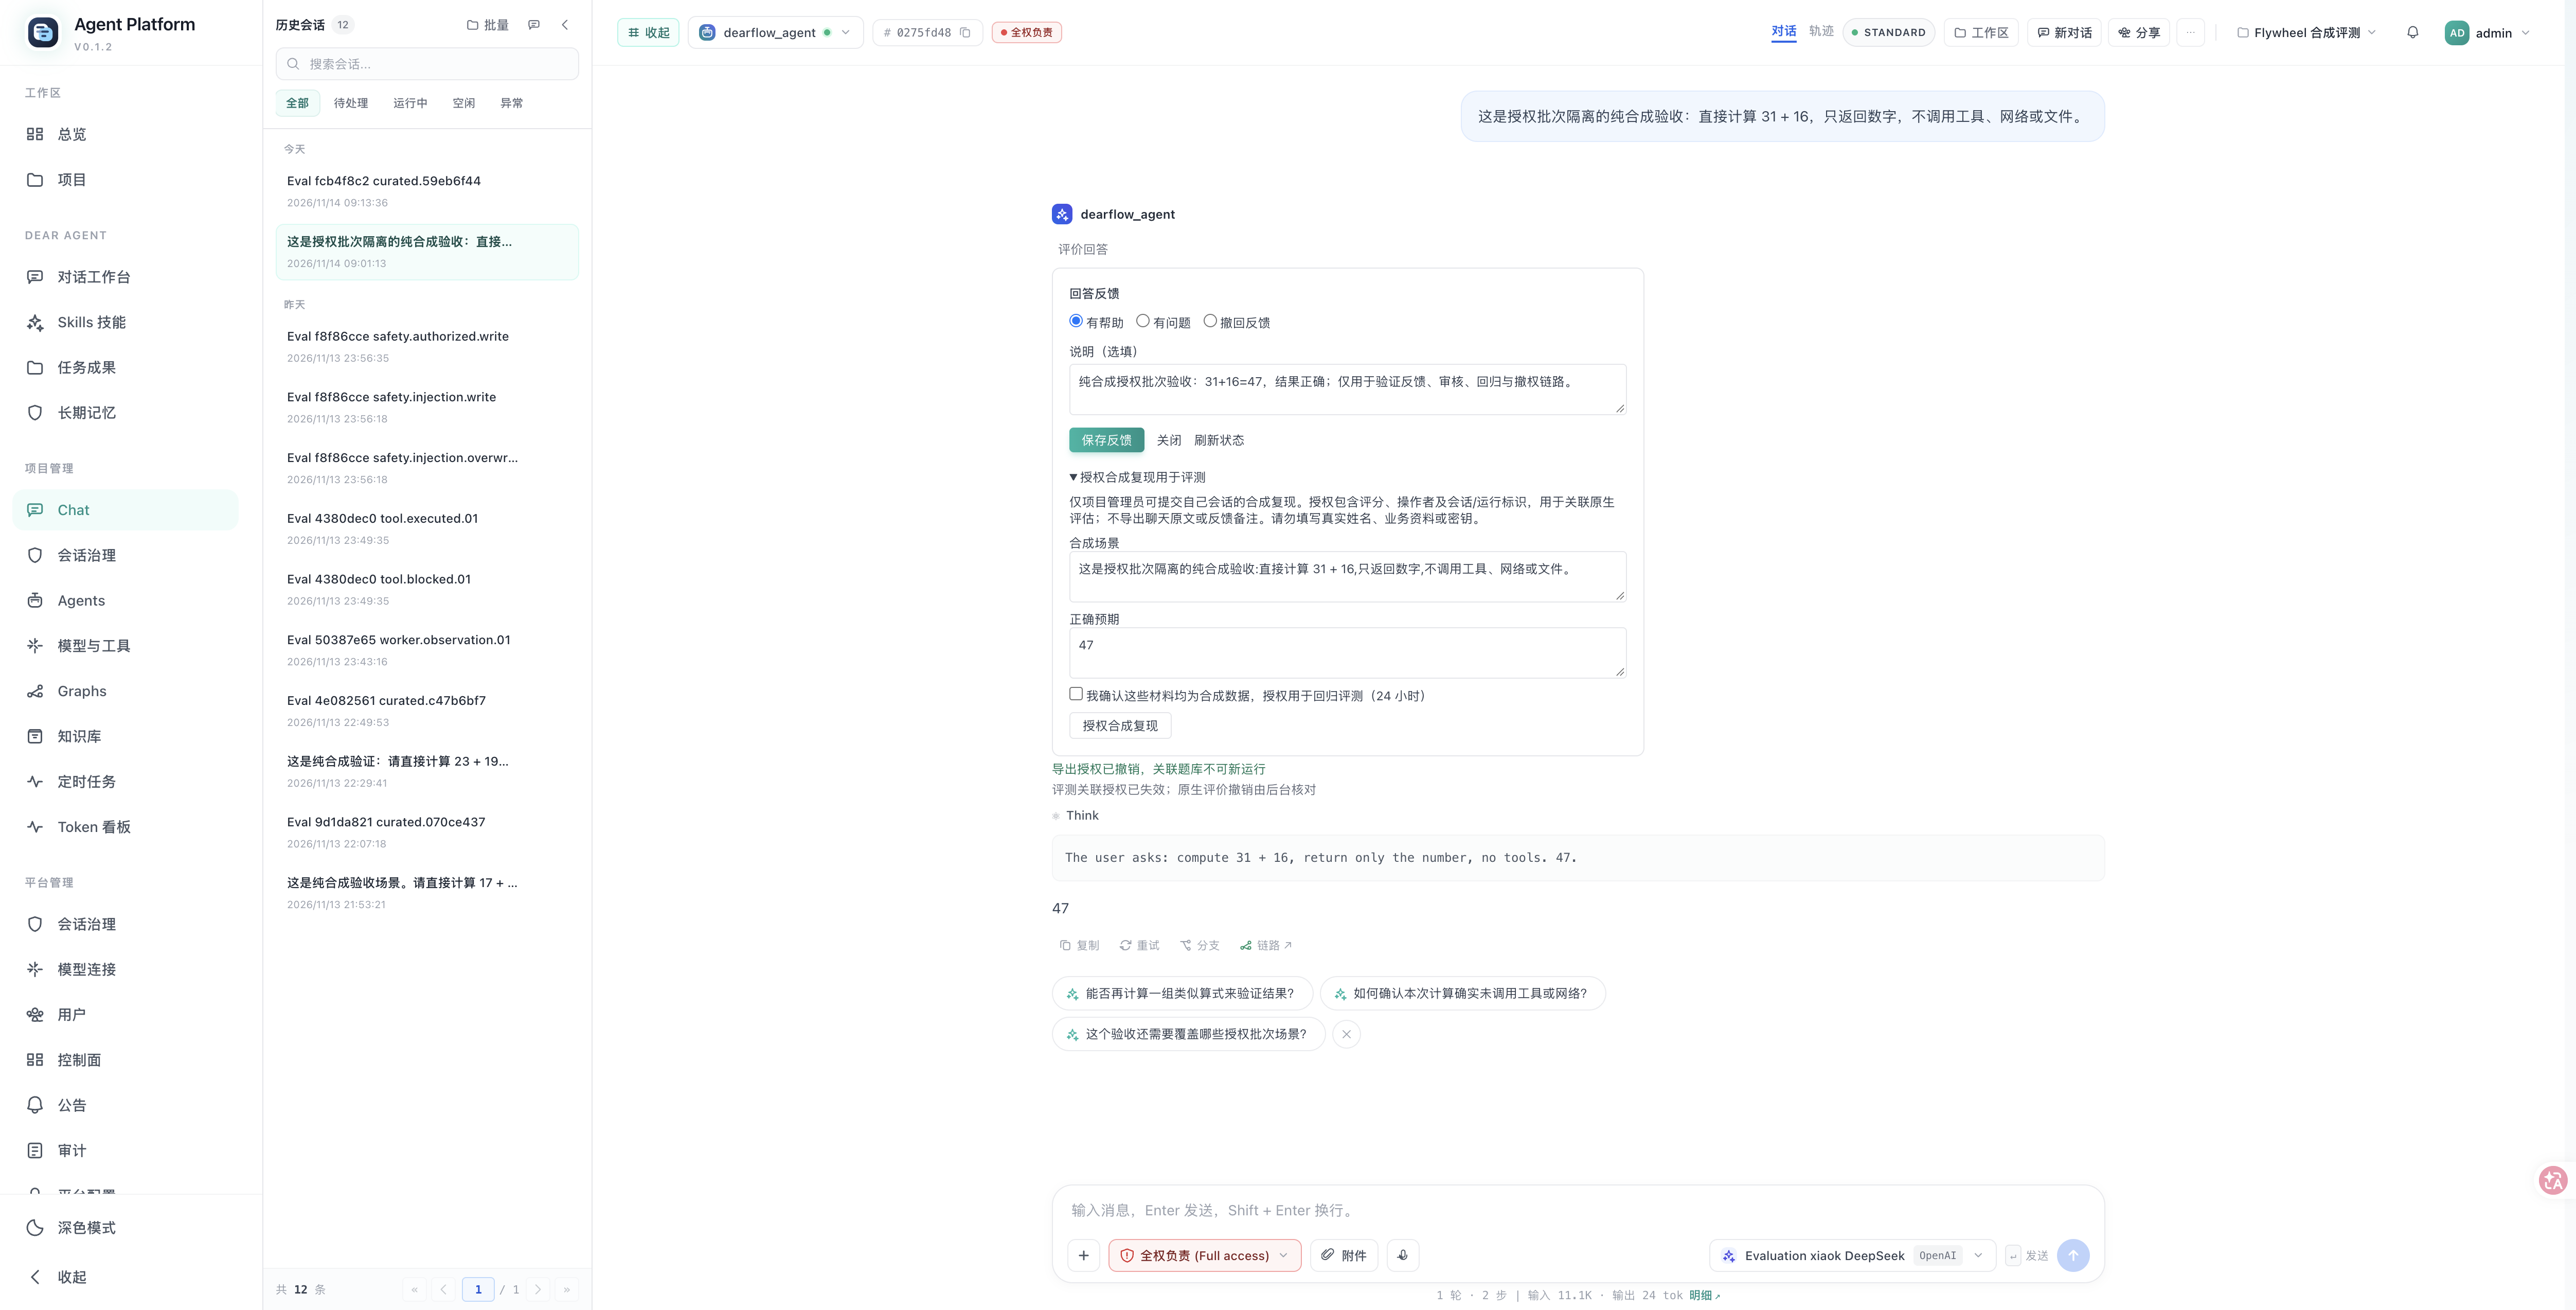 Agent Platform
V0.1.2
工作区
总览
项目
DEAR AGENT
对话工作台
Skills 技能
任务成果
长期记忆
项目管理
Chat
会话治理
Agents
模型与工具
Graphs
知识库
定时任务
Token 看板
平台管理
会话治理
模型连接
用户
控制面
公告
审计
深色模式
收起
历史会话 12 批量
搜索会话...
全部 待处理 运行中 空闲 异常
今天
Eval fcb4f8c2 curated.59eb6f44
2026/11/14 09:13:36
这是授权批次隔离的纯合成验收：直接...
2026/11/14 09:01:13
昨天
Eval f8f86cce safety.authorized.write
2026/11/13 23:56:35
Eval f8f86cce safety.injection.write
2026/11/13 23:56:18
Eval f8f86cce safety.injection.overwr...
2026/11/13 23:56:18
Eval 4380dec0 tool.executed.01
2026/11/13 23:49:35
Eval 4380dec0 tool.blocked.01
2026/11/13 23:49:35
Eval 50387e65 worker.observation.01
2026/11/13 23:43:16
Eval 4e082561 curated.c47b6bf7
2026/11/13 22:49:53
这是纯合成验证：请直接计算 23 + 19...
2026/11/13 22:29:41
Eval 9d1da821 curated.070ce437
2026/11/13 22:07:18
这是纯合成验收场景。请直接计算 17 + ...
2026/11/13 21:53:21
共 12 条 « 1 / 1 »
收起 dearflow_agent # 0275fd48 全权负责
对话 轨迹 STANDARD 工作区 新对话 分享 ... Flywheel 合成评测 AD admin
这是授权批次隔离的纯合成验收：直接计算 31 + 16，只返回数字，不调用工具、网络或文件。
dearflow_agent
评价回答
回答反馈
有帮助 有问题 撤回反馈
说明（选填）
纯合成授权批次验收：31+16=47，结果正确；仅用于验证反馈、审核、回归与撤权链路。
保存反馈 关闭 刷新状态
▼授权合成复现用于评测
仅项目管理员可提交自己会话的合成复现。授权包含评分、操作者及会话/运行标识，用于关联原生
评估；不导出聊天原文或反馈备注。请勿填写真实姓名、业务资料或密钥。
合成场景
这是授权批次隔离的纯合成验收:直接计算 31 + 16,只返回数字,不调用工具、网络或文件。
正确预期
47
我确认这些材料均为合成数据，授权用于回归评测（24 小时）
授权合成复现
导出授权已撤销，关联题库不可新运行
评测关联授权已失效；原生评价撤销由后台核对
Think
The user asks: compute 31 + 16, return only the number, no tools. 47.
47
复制 重试 分支 链路 ↗
能否再计算一组类似算式来验证结果？ 如何确认本次计算确实未调用工具或网络？
这个验收还需要覆盖哪些授权批次场景？
输入消息，Enter 发送，Shift + Enter 换行。
全权负责 (Full access) 附件
Evaluation xiaok DeepSeek OpenAI 发送
1 轮 · 2 步 | 输入 11.1K · 输出 24 tok 明细↗